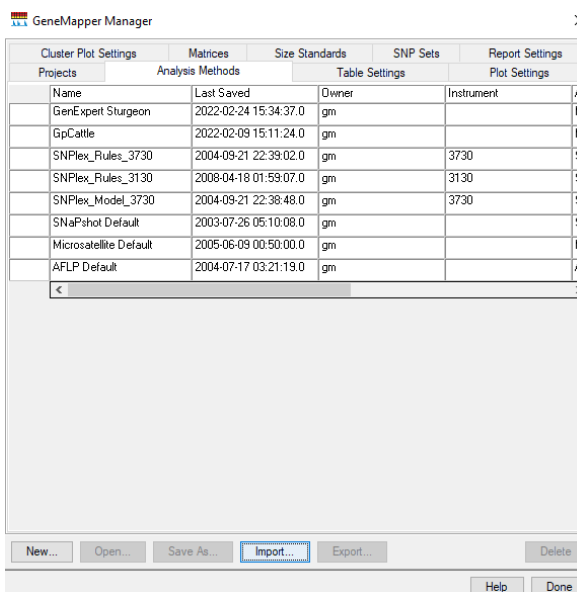 GeneMapper Manager
Cluster Plot Settings Matrices Size Standards SNP Sets Report Settings
Projects Analysis Methods Table Settings Plot Settings
Name Last Saved Owner Instrument
GenExpert Sturgeon 2022-02-24 15:34:37.0 gm
GpCattle 2022-02-09 15:11:24.0 gm
SNPlex_Rules_3730 2004-09-21 22:39:02.0 gm 3730
SNPlex_Rules_3130 2008-04-18 01:59:07.0 gm 3130
SNPlex_Model_3730 2004-09-21 22:38:48.0 gm 3730
SNaPshot Default 2003-07-26 05:10:08.0 gm
Microsatellite Default 2005-06-09 00:50:00.0 gm
AFLP Default 2004-07-17 03:21:19.0 gm
New... Open... Save As... Import... Export... Delete
Help Done